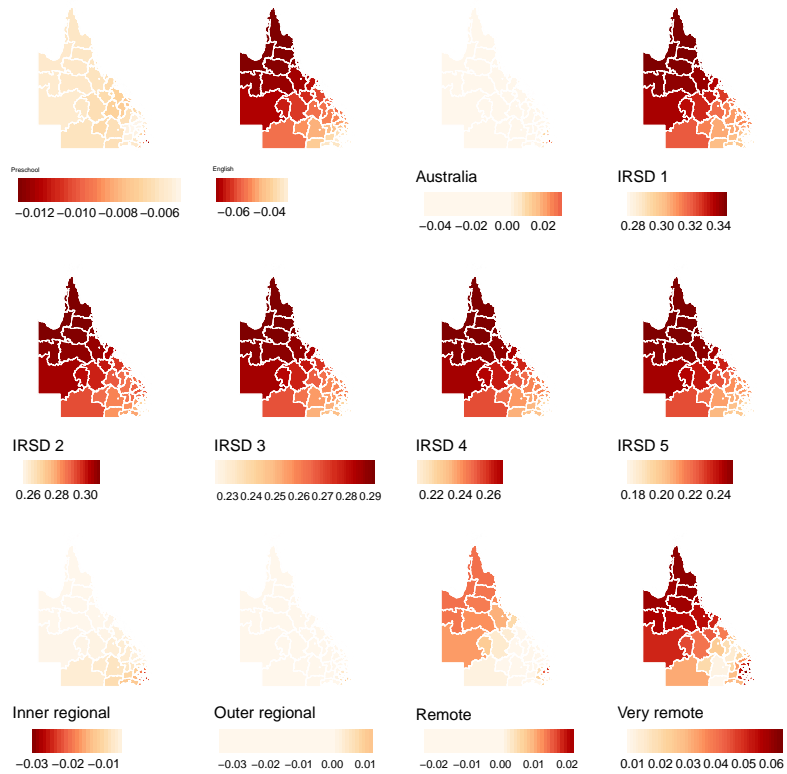 Preschool
−0.012 −0.010 −0.008 −0.006
English
−0.06 −0.04
Australia
−0.04 −0.02 0.00 0.02
IRSD 1
0.28 0.30 0.32 0.34
IRSD 2
0.26 0.28 0.30
IRSD 3
0.23 0.24 0.25 0.26 0.27 0.28 0.29
IRSD 4
0.22 0.24 0.26
IRSD 5
0.18 0.20 0.22 0.24
Inner regional
−0.03 −0.02 −0.01
Outer regional
−0.03 −0.02 −0.01 0.00 0.01
Remote
−0.02 −0.01 0.00 0.01 0.02
Very remote
0.01 0.02 0.03 0.04 0.05 0.06